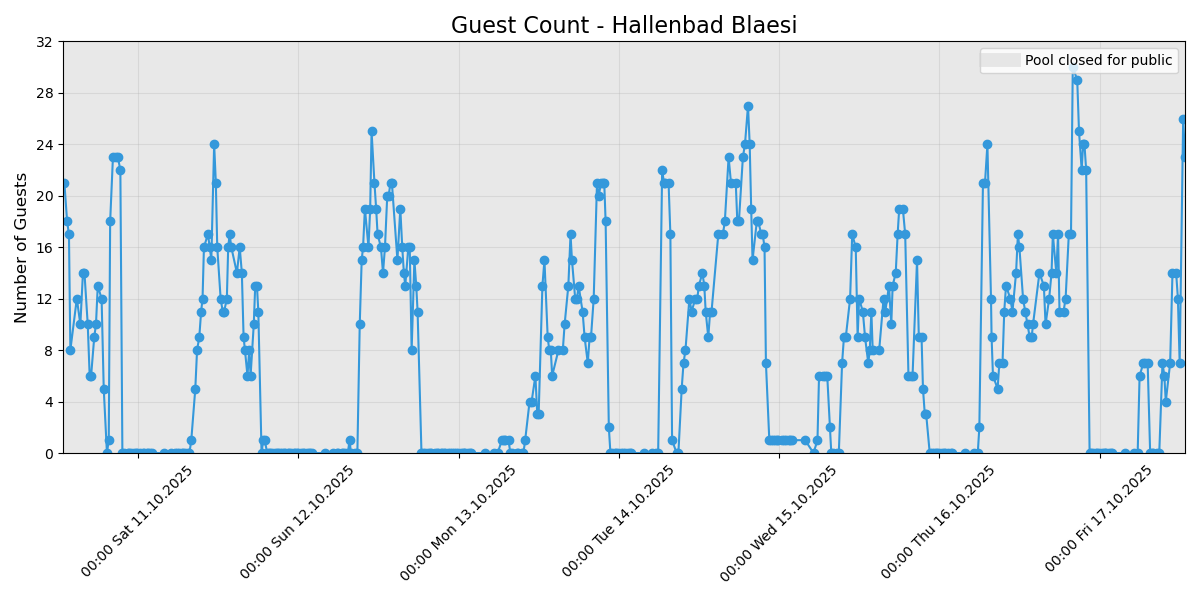 Guest Count - Hallenbad Blaesi
Number of Guests
32
28
24
20
16
12
8
4
0
Pool closed for public
00:00 Sat 11.10.2025
00:00 Sun 12.10.2025
00:00 Mon 13.10.2025
00:00 Tue 14.10.2025
00:00 Wed 15.10.2025
00:00 Thu 16.10.2025
00:00 Fri 17.10.2025